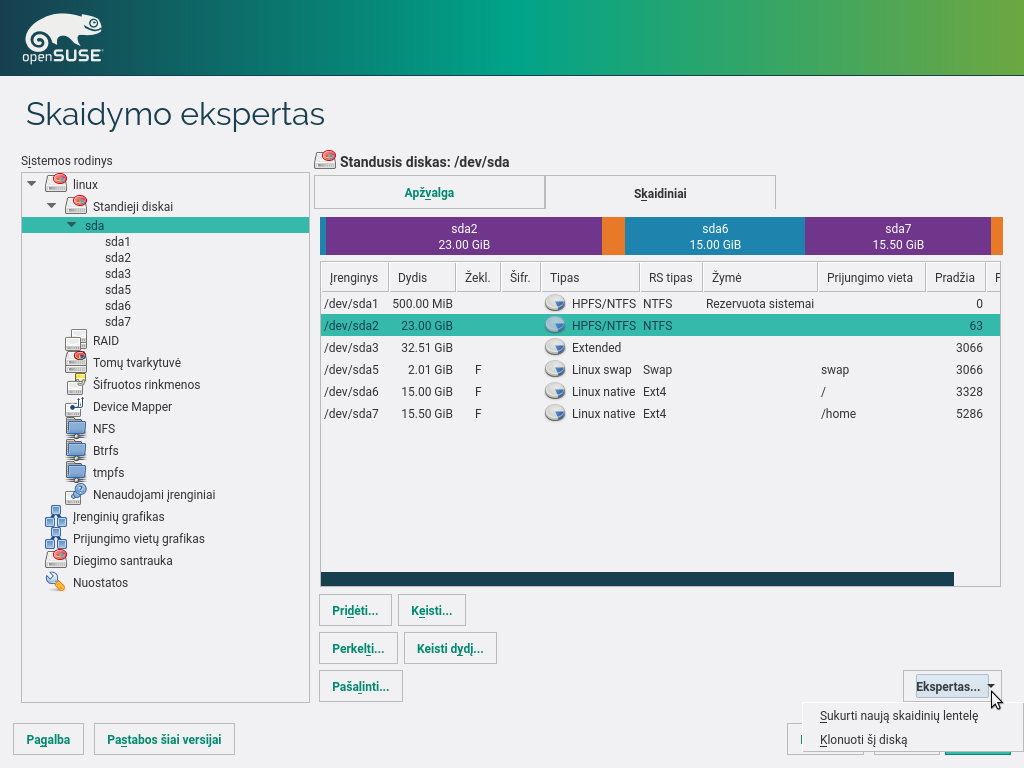 openSUSE
Skaidymo ekspertas
Sistemos rodinys
linux
Standieji diskai
sda
sda1
sda2
sda3
sda5
sda6
sda7
RAID
Tomų tvarkytuvė
Šifruotos rinkmenos
Device Mapper
NFS
Btrfs
tmpfs
Nenaudojami įrenginiai
Įrenginių grafikas
Prijungimo vietų grafikas
Diegimo santrauka
Nuostatos
Standusis diskas: /dev/sda
Apžvalga Skaidiniai
sda2 sda6 sda7
23.00 GiB 15.00 GiB 15.50 GiB
Įrenginys Dydis Žekl. Šifr. Tipas RS tipas Žymė Prijungimo vieta Pradžia
/dev/sda1 500.00 MiB HPFS/NTFS NTFS Rezervuota sistemai 0
/dev/sda2 23.00 GiB HPFS/NTFS NTFS 63
/dev/sda3 32.51 GiB Extended 3066
/dev/sda5 2.01 GiB F Linux swap Swap swap 3066
/dev/sda6 15.00 GiB F Linux native Ext4 / 3328
/dev/sda7 15.50 GiB F Linux native Ext4 /home 5286
Pridėti... Keisti...
Perkelti... Keisti dydį...
Pašalinti... Ekspertas...
Sukurti naują skaidinių lentelę
Klonuoti šį diską
Pagalba Pastabos šiai versijai